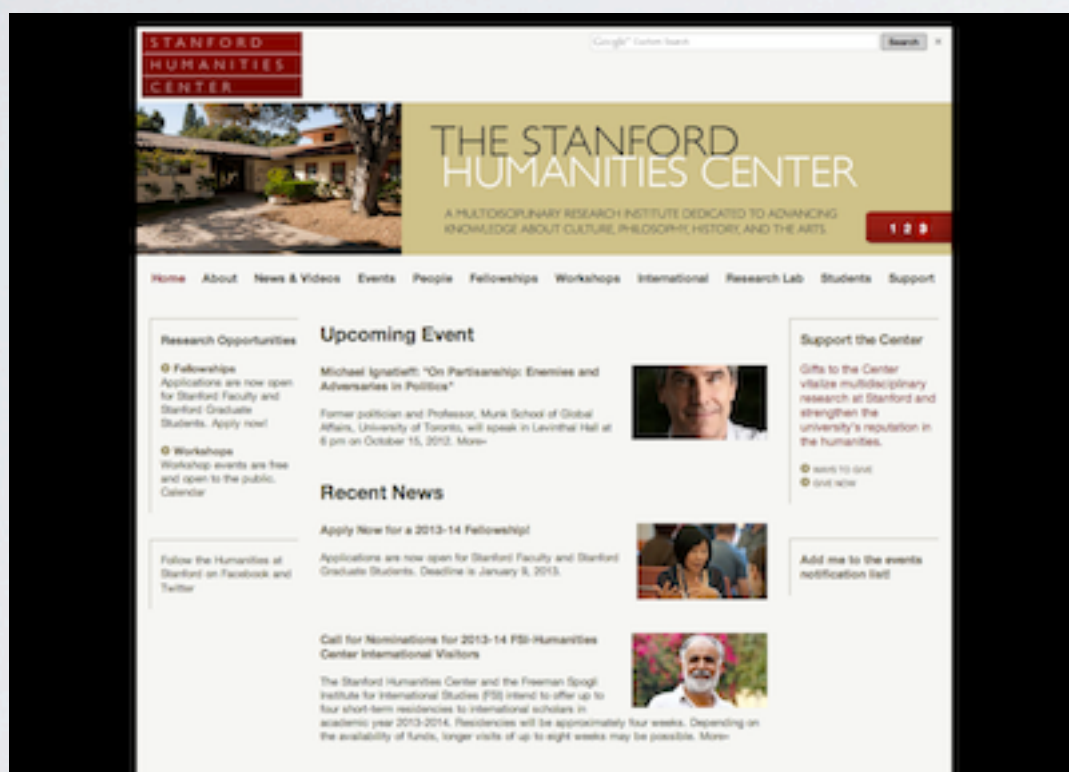 STANFORD
HUMANITIES
CENTER
Google™ Custom Search
Search
×
THE STANFORD
HUMANITIES CENTER
A MULTIDISCIPLINARY RESEARCH INSTITUTE DEDICATED TO ADVANCING
KNOWLEDGE ABOUT CULTURE, PHILOSOPHY, HISTORY, AND THE ARTS.
1 2 3
Home About News & Videos Events People Fellowships Workshops International Research Lab Students Support
Research Opportunities
Fellowships
Applications are now open
for Stanford Faculty and
Stanford Graduate
Students. Apply now!
Workshops
Workshop events are free
and open to the public.
Calendar
Follow the Humanities at
Stanford on Facebook and
Twitter
Upcoming Event
Michael Ignatieff: "On Partisanship: Enemies and
Adversaries in Politics"
Former politician and Professor, Munk School of Global
Affairs, University of Toronto, will speak in Levinthal Hall at
6 pm on October 15, 2012. More»
Recent News
Apply Now for a 2013-14 Fellowship!
Applications are now open for Stanford Faculty and Stanford
Graduate Students. Deadline is January 9, 2013.
Call for Nominations for 2013-14 FSI-Humanities
Center International Visitors
The Stanford Humanities Center and the Freeman Spogli
Institute for International Studies (FSI) intend to offer up to
four short-term residencies to international scholars in
academic year 2013-2014. Residencies will be approximately four weeks. Depending on
the availability of funds, longer visits of up to eight weeks may be possible. More»
Support the Center
Gifts to the Center
vitalize multidisciplinary
research at Stanford and
strengthen the
university's reputation in
the humanities.
WAYS TO GIVE
GIVE NOW
Add me to the events
notification list!